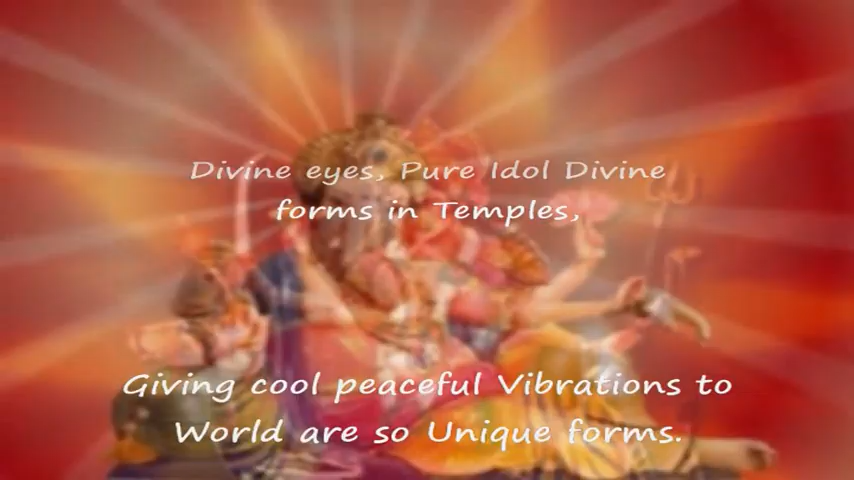 Divine eyes, Pure Idol Divine
forms in Temples,
Giving cool peaceful Vibrations to
World are so Unique forms.